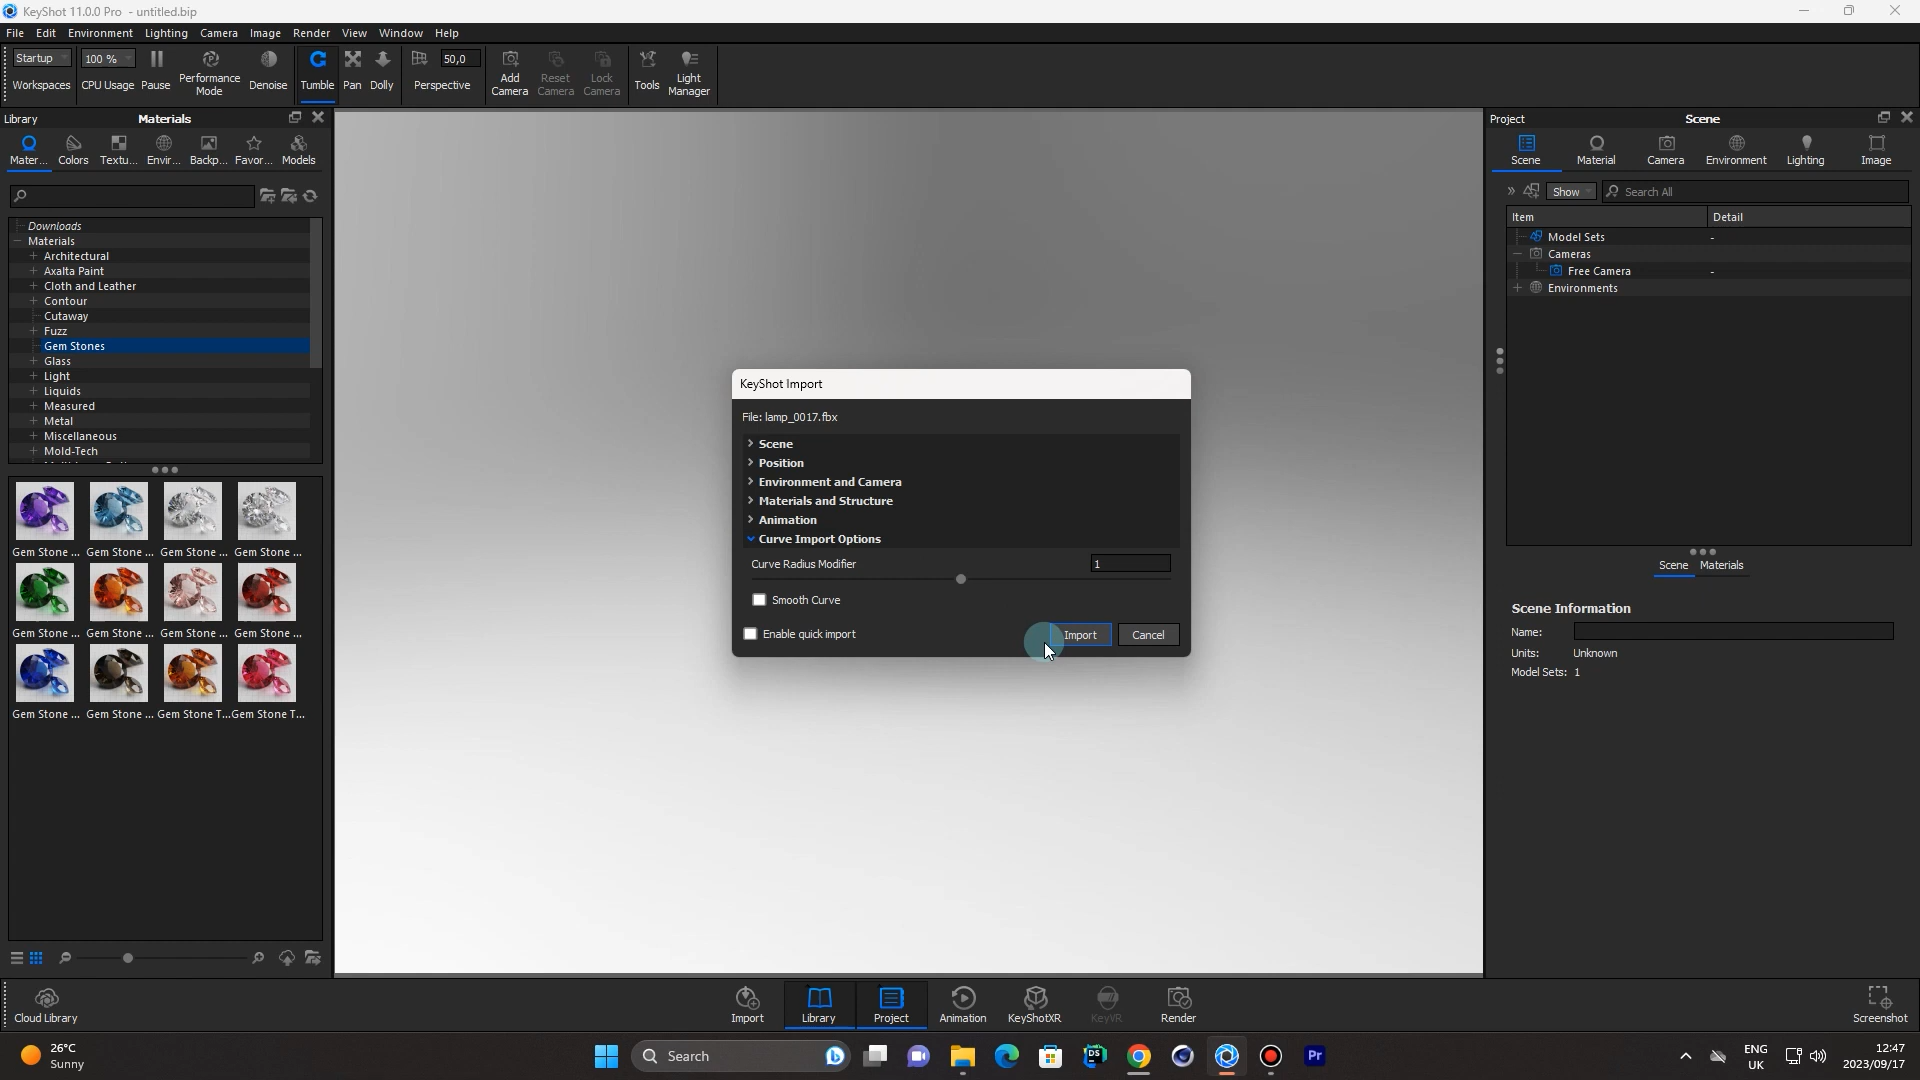 KeyShot 11.0.0 Pro - untitled.bip
File Edit Environment Lighting Camera Image Render View Window Help
Startup 100 % 50,0
Workspaces CPU Usage Pause Performance Mode Denoise Tumble Pan Dolly Perspective Add Camera Reset Camera Lock Camera Tools Light Manager
Library Materials
Mater... Colors Textu... Envir... Backp... Favor... Models
Downloads
Materials
Architectural
Axalta Paint
Cloth and Leather
Contour
Cutaway
Fuzz
Gem Stones
Glass
Light
Liquids
Measured
Metal
Miscellaneous
Mold-Tech
Gem Stone ... Gem Stone ... Gem Stone ... Gem Stone ...
Gem Stone ... Gem Stone ... Gem Stone ... Gem Stone ...
Gem Stone ... Gem Stone ... Gem Stone T... Gem Stone T...
KeyShot Import
File: lamp_0017.fbx
Scene
Position
Environment and Camera
Materials and Structure
Animation
Curve Import Options
Curve Radius Modifier 1
Smooth Curve
Enable quick import Import Cancel
Project Scene
Scene Material Camera Environment Lighting Image
Show Search All
Item Detail
Model Sets -
Cameras
Free Camera -
Environments
Scene Materials
Scene Information
Name:
Units: Unknown
Model Sets: 1
Cloud Library Import Library Project Animation KeyShotXR KeyVR Render Screenshot
26°C
Sunny
Search
DS
Pr
ENG
UK
12:47
2023/09/17